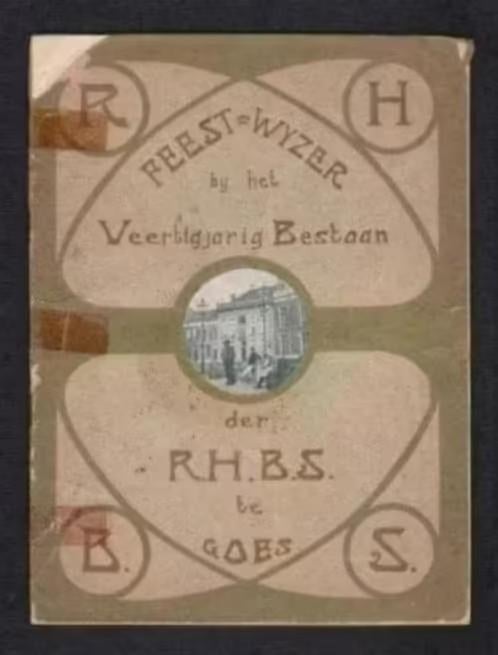 R H
FEEST=WYZER
by het
Veertigjarig Bestaan
der
R.H.B.S.
te
GOES
B. S.